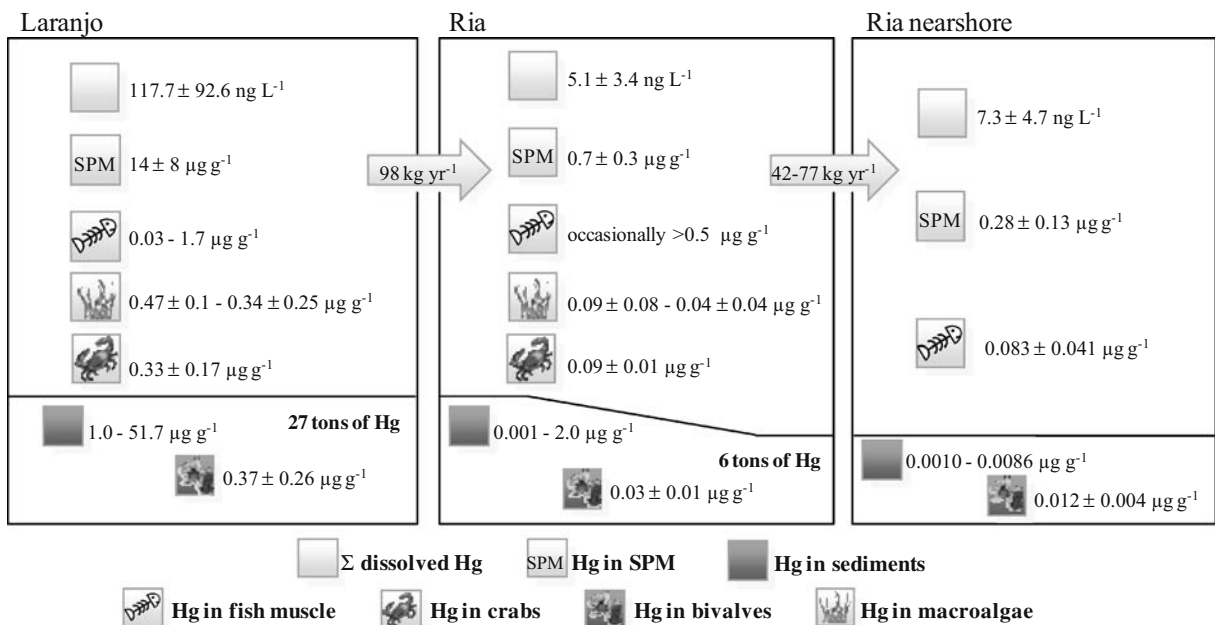 Laranjo
117.7 ± 92.6 ng L⁻¹
SPM 14 ± 8 µg g⁻¹
0.03 - 1.7 µg g⁻¹
0.47 ± 0.1 - 0.34 ± 0.25 µg g⁻¹
0.33 ± 0.17 µg g⁻¹
27 tons of Hg
1.0 - 51.7 µg g⁻¹
0.37 ± 0.26 µg g⁻¹
98 kg yr⁻¹
Ria
5.1 ± 3.4 ng L⁻¹
SPM 0.7 ± 0.3 µg g⁻¹
occasionally >0.5 µg g⁻¹
0.09 ± 0.08 - 0.04 ± 0.04 µg g⁻¹
0.09 ± 0.01 µg g⁻¹
0.001 - 2.0 µg g⁻¹
6 tons of Hg
0.03 ± 0.01 µg g⁻¹
42-77 kg yr⁻¹
Ria nearshore
7.3 ± 4.7 ng L⁻¹
SPM 0.28 ± 0.13 µg g⁻¹
0.083 ± 0.041 µg g⁻¹
0.0010 - 0.0086 µg g⁻¹
0.012 ± 0.004 µg g⁻¹
Σ dissolved Hg SPM Hg in SPM Hg in sediments
Hg in fish muscle Hg in crabs Hg in bivalves Hg in macroalgae